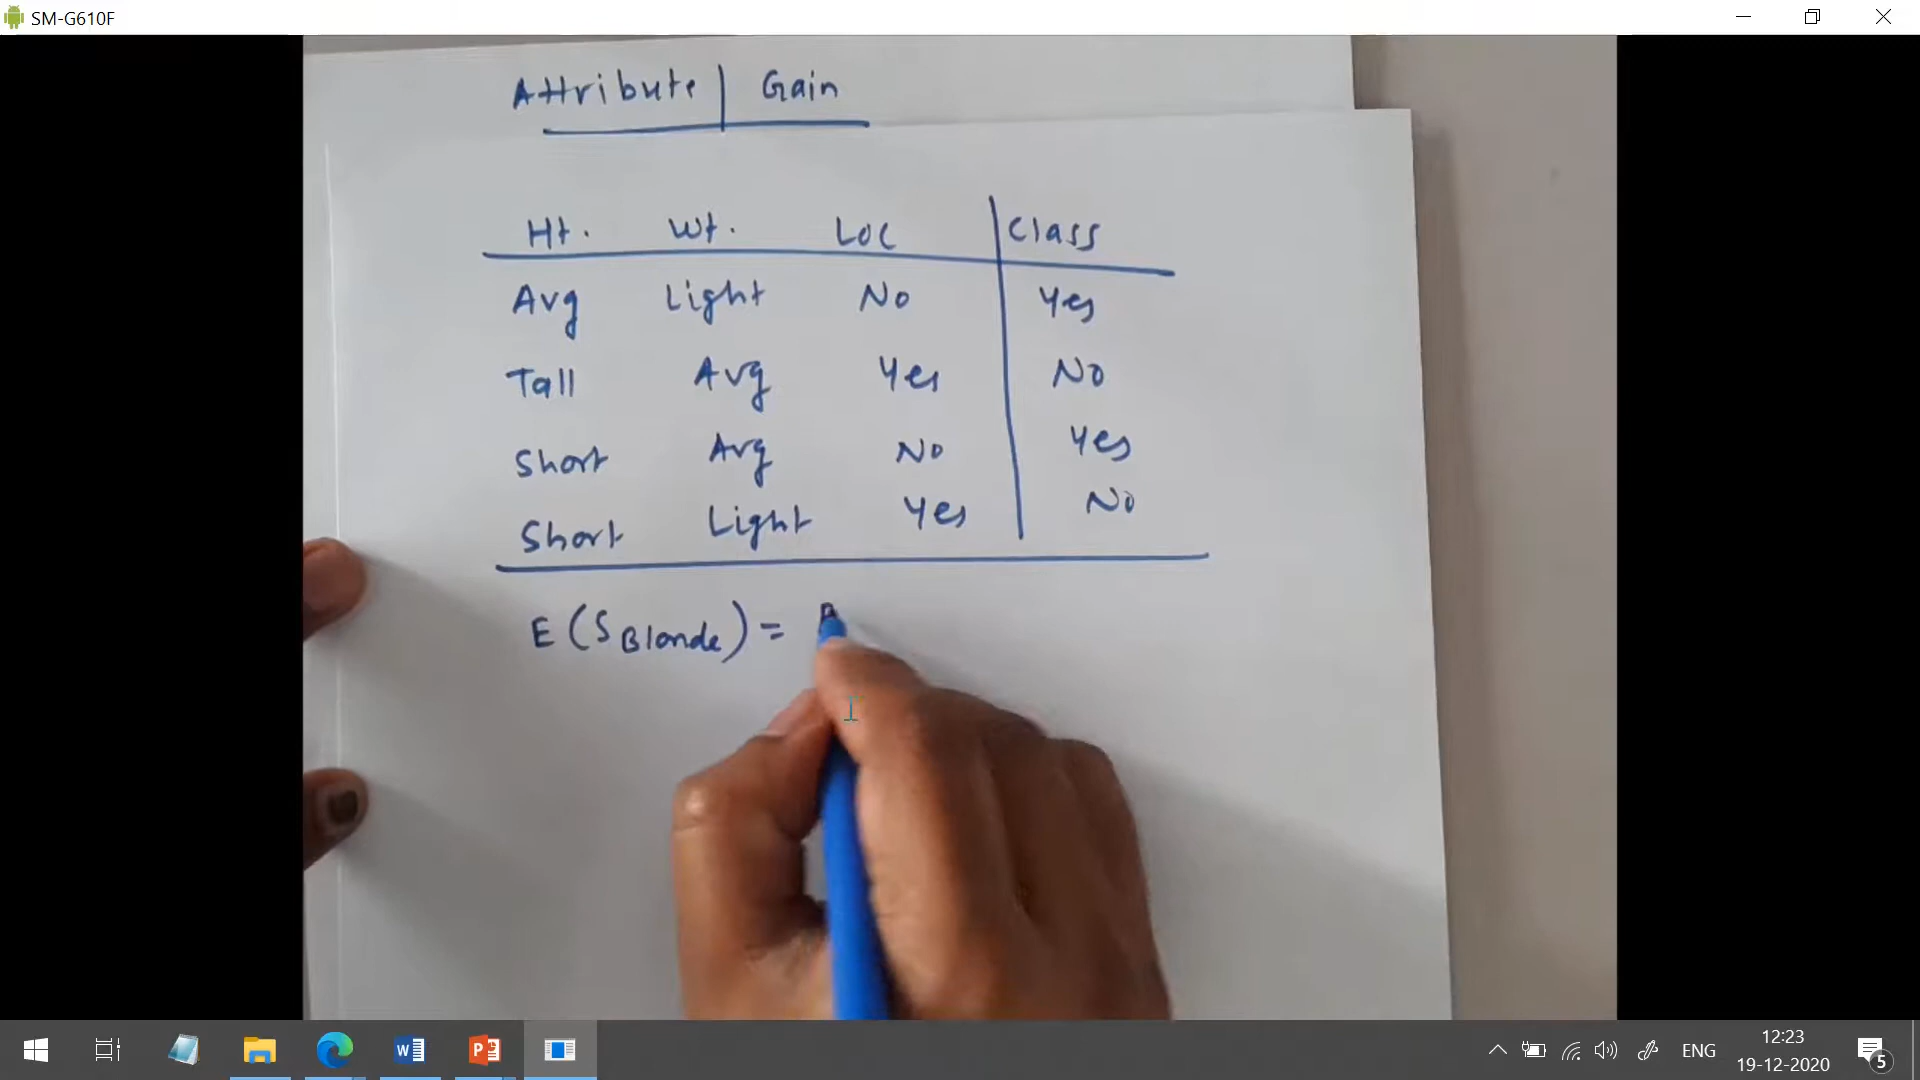 SM-G610F
Attribute | Gain
Ht. Wt. Loc Class
Avg Light No Yes
Tall Avg Yes No
Short Avg No Yes
Short Light Yes No
E(S Blonde) =
ENG
12:23
19-12-2020
5